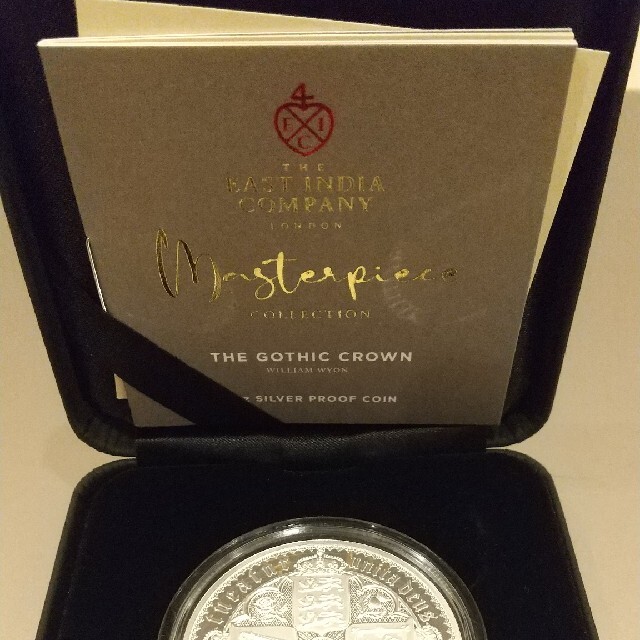 4
E I C
THE
EAST INDIA
COMPANY
LONDON
Masterpiece
COLLECTION
THE GOTHIC CROWN
WILLIAM WYON
SILVER PROOF COIN